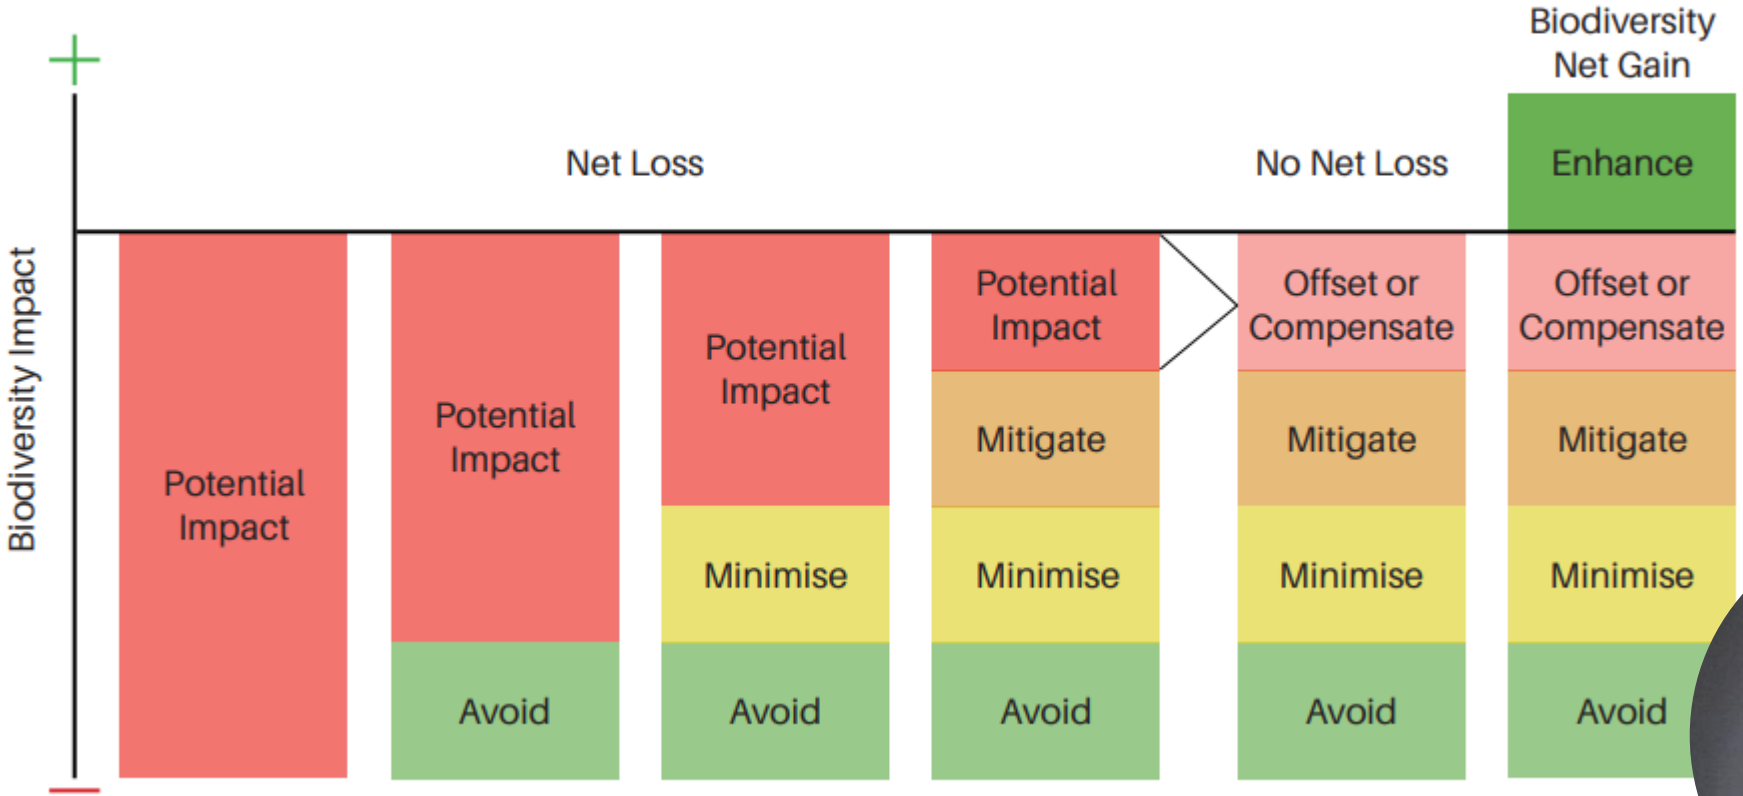 Biodiversity
Net Gain
Net Loss
No Net Loss
Enhance
Biodiversity Impact
Potential
Impact
Potential
Impact
Avoid
Potential
Impact
Minimise
Avoid
Potential
Impact
Mitigate
Minimise
Avoid
Offset or
Compensate
Mitigate
Minimise
Avoid
Offset or
Compensate
Mitigate
Minimise
Avoid